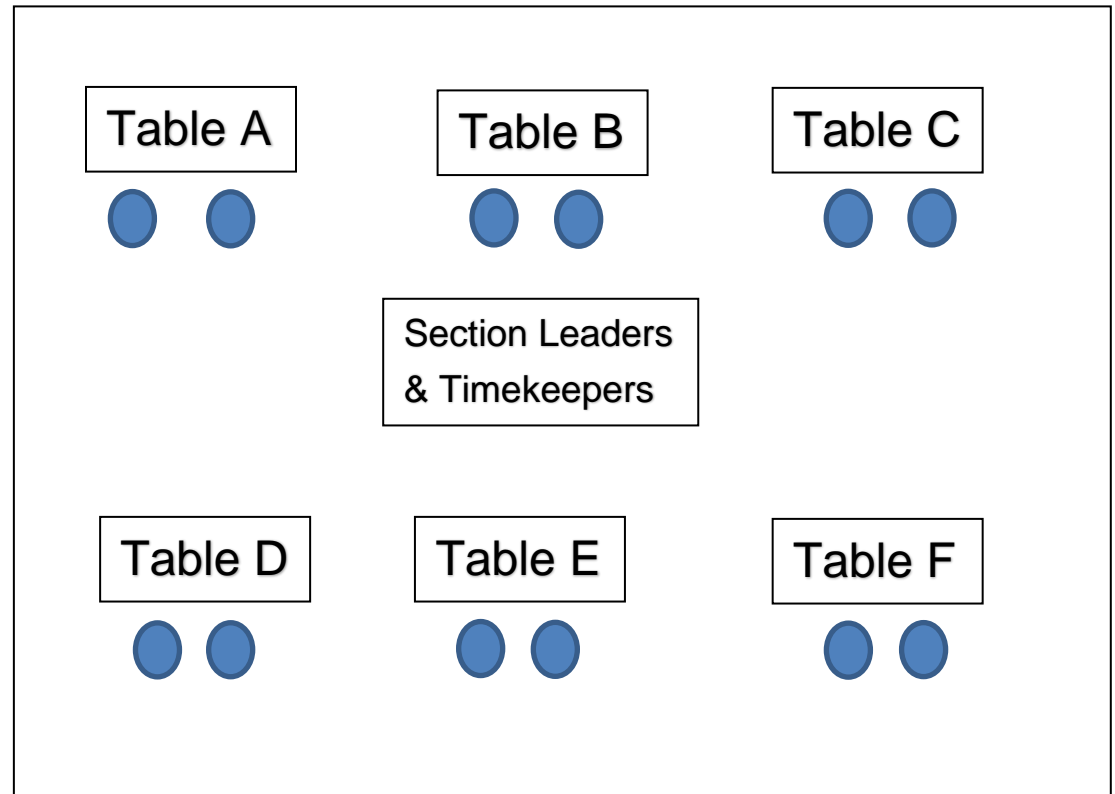 Table A
Table B
Table C
Section Leaders
& Timekeepers
Table D
Table E
Table F